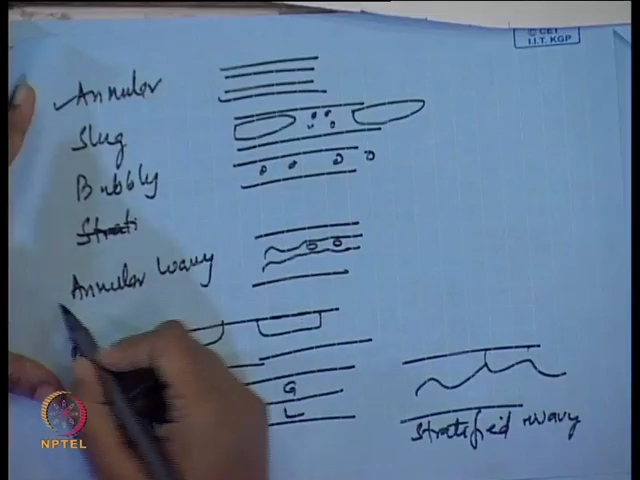 © CET
I.I.T. KGP
Annular
Slug
Bubbly
Strati
Annular Wavy
G
L
Stratified Wavy
NPTEL